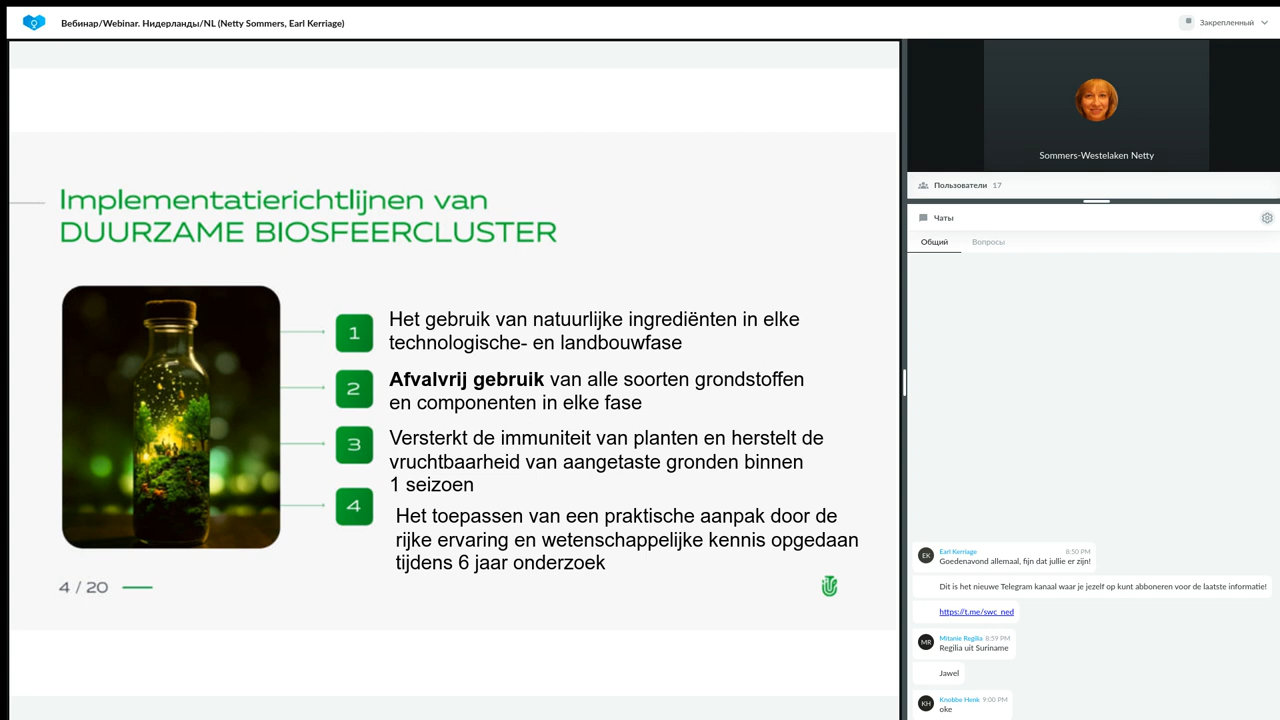 Вебинар/Webinar. Нидерланды/NL (Netty Sommers, Earl Kerriage)
Закрепленный
Implementatierichtlijnen van
DUURZAME BIOSFEERCLUSTER
1
Het gebruik van natuurlijke ingrediënten in elke
technologische- en landbouwfase
2
Afvalvrij gebruik van alle soorten grondstoffen
en componenten in elke fase
3
Versterkt de immuniteit van planten en herstelt de
vruchtbaarheid van aangetaste gronden binnen
1 seizoen
4
Het toepassen van een praktische aanpak door de
rijke ervaring en wetenschappelijke kennis opgedaan
tijdens 6 jaar onderzoek
4 / 20
Sommers-Westelaken Netty
Пользователи 17
Чаты
Общий Вопросы
EK
Earl Kerriage 8:50 PM
Goedenavond allemaal, fijn dat jullie er zijn!
Dit is het nieuwe Telegram kanaal waar je jezelf op kunt abboneren voor de laatste informatie!
https://t.me/swc_ned
MR
Mitanie Regilia 8:59 PM
Regilia uit Suriname
Jawel
KH
Knobbe Henk 9:00 PM
oke